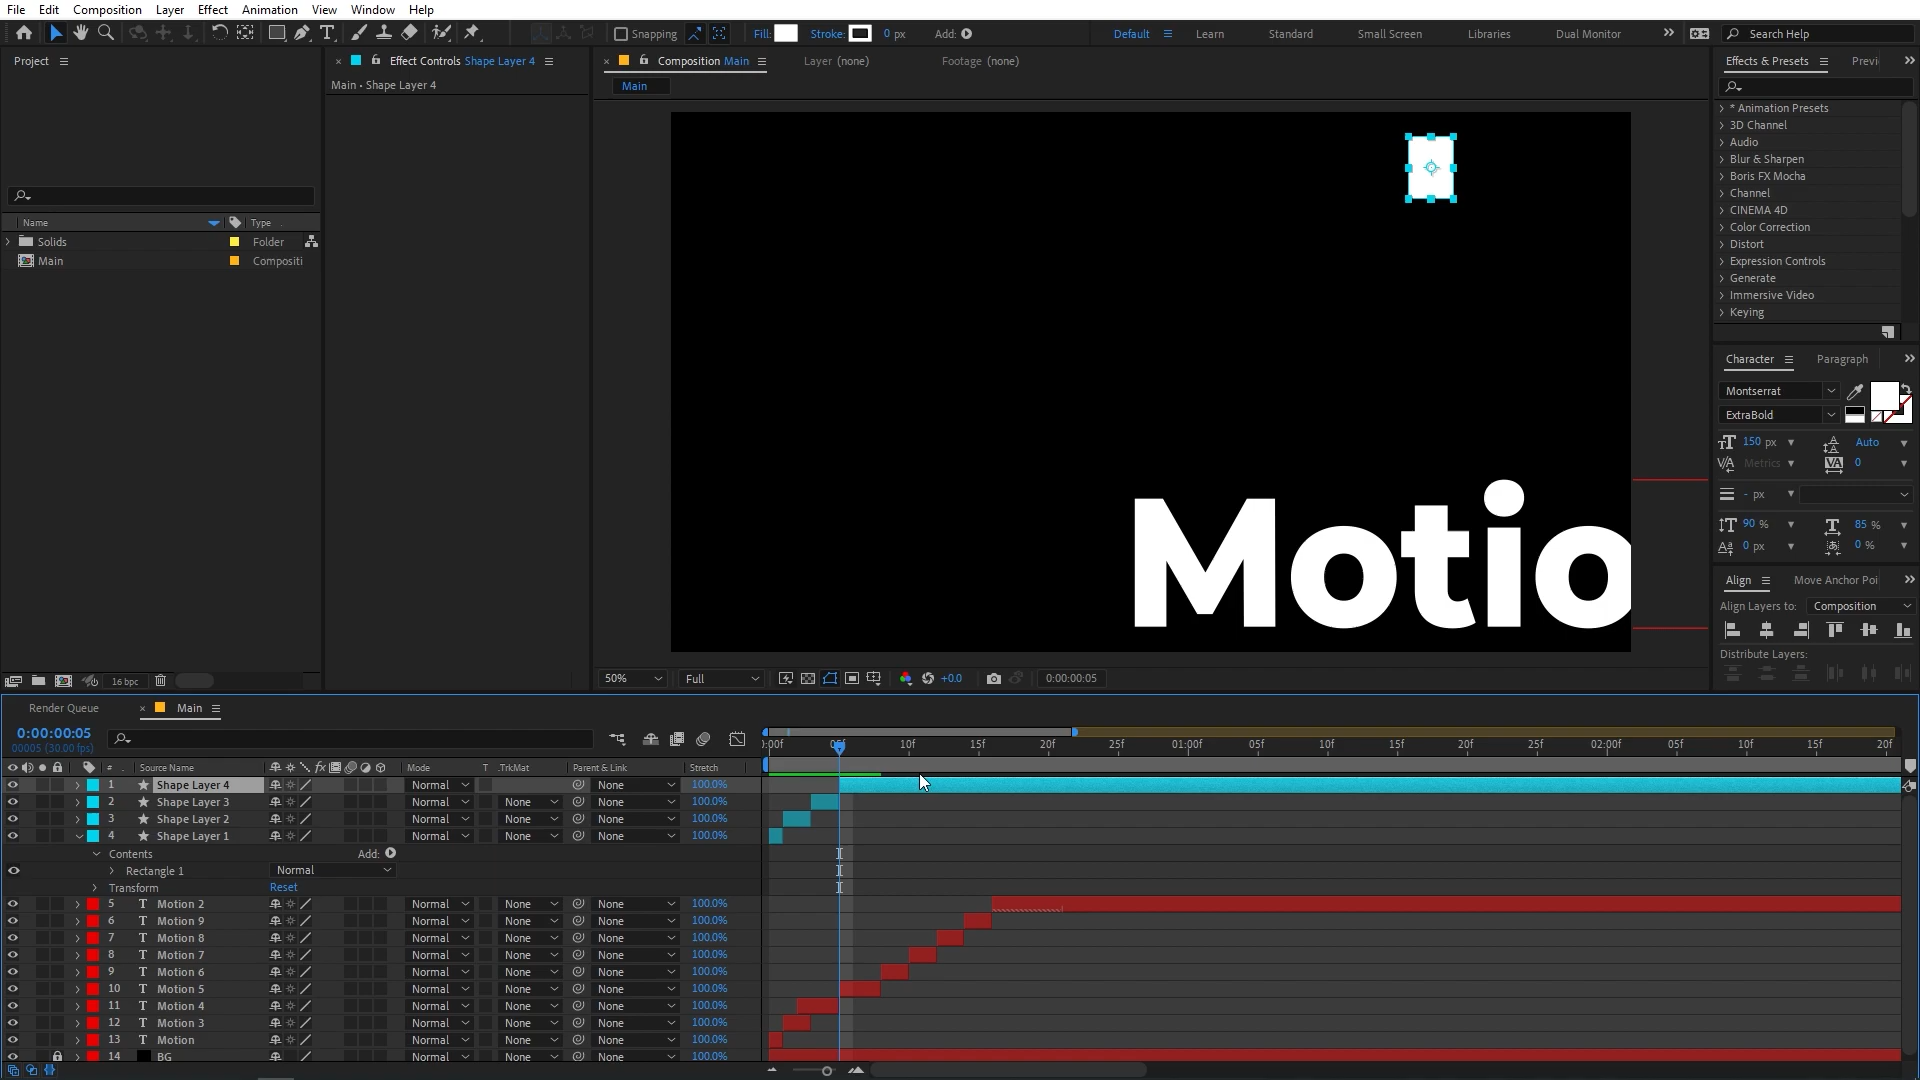 File Edit Composition Layer Effect Animation View Window Help
Snapping Fill: Stroke: 0 px Add: Default Learn Standard Small Screen Libraries Dual Monitor Search Help
Project
Effect Controls Shape Layer 4
Main • Shape Layer 4
Composition Main Layer (none) Footage (none)
Main
Effects & Presets Previ
* Animation Presets
3D Channel
Audio
Blur & Sharpen
Boris FX Mocha
Channel
CINEMA 4D
Color Correction
Distort
Expression Controls
Generate
Immersive Video
Keying
Name Type
Solids Folder
Main Compositi
Motio
Character Paragraph
Montserrat
ExtraBold
150 px Auto
Metrics 0
- px
90 % 85 %
0 px 0 %
Align Move Anchor Poi
Align Layers to: Composition
Distribute Layers:
16 bpc
50% Full +0.0 0:00:00:05
Render Queue Main
0:00:00:05
00005 (30.00 fps)
:00f 05f 10f 15f 20f 25f 01:00f 05f 10f 15f 20f 25f 02:00f 05f 10f 15f 20f
# Source Name fx Mode T .TrkMat Parent & Link Stretch
1 Shape Layer 4 Normal None 100.0%
2 Shape Layer 3 Normal None None 100.0%
3 Shape Layer 2 Normal None None 100.0%
4 Shape Layer 1 Normal None None 100.0%
Contents Add:
Rectangle 1 Normal
Transform Reset
5 T Motion 2 Normal None None 100.0%
6 T Motion 9 Normal None None 100.0%
7 T Motion 8 Normal None None 100.0%
8 T Motion 7 Normal None None 100.0%
9 T Motion 6 Normal None None 100.0%
10 T Motion 5 Normal None None 100.0%
11 T Motion 4 Normal None None 100.0%
12 T Motion 3 Normal None None 100.0%
13 T Motion Normal None None 100.0%
14 BG Normal None None 100.0%